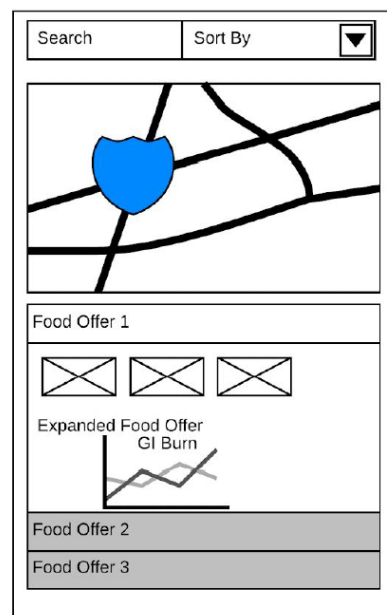 Search
Sort By
Food Offer 1
Expanded Food Offer
GI Burn
Food Offer 2
Food Offer 3